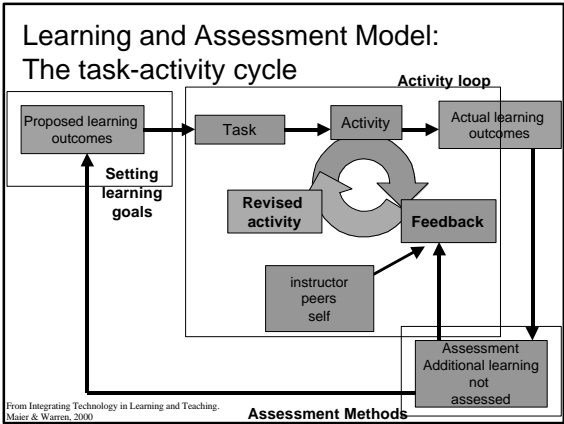 Learning and Assessment Model:
The task-activity cycle
Activity loop
Proposed learning
outcomes
Task
Activity
Actual learning
outcomes
Setting
learning
goals
Revised
activity
Feedback
instructor
peers
self
Assessment
Additional learning
not
assessed
From Integrating Technology in Learning and Teaching.
Maier & Warren, 2000
Assessment Methods